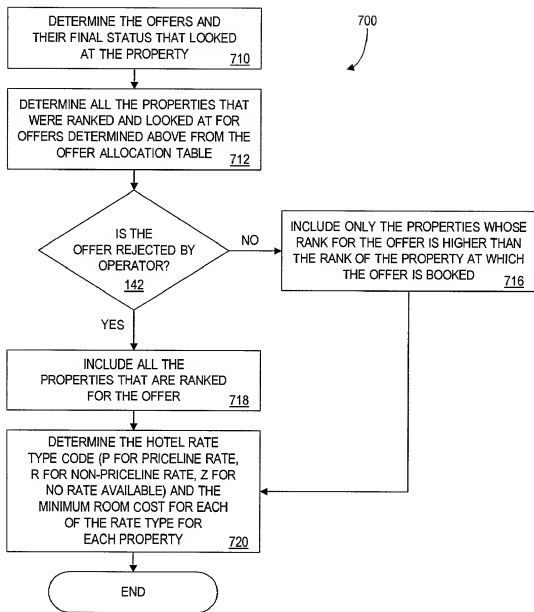 DETERMINE THE OFFERS AND
THEIR FINAL STATUS THAT LOOKED
AT THE PROPERTY
710
700
DETERMINE ALL THE PROPERTIES THAT
WERE RANKED AND LOOKED AT FOR
OFFERS DETERMINED ABOVE FROM THE
OFFER ALLOCATION TABLE
712
IS THE
OFFER REJECTED BY
OPERATOR?
142
NO
INCLUDE ONLY THE PROPERTIES WHOSE
RANK FOR THE OFFER IS HIGHER THAN
THE RANK OF THE PROPERTY AT WHICH
THE OFFER IS BOOKED
716
YES
INCLUDE ALL THE
PROPERTIES THAT ARE RANKED
FOR THE OFFER
718
DETERMINE THE HOTEL RATE
TYPE CODE (P FOR PRICELINE RATE,
R FOR NON-PRICELINE RATE, Z FOR
NO RATE AVAILABLE) AND THE
MINIMUM ROOM COST FOR EACH
OF THE RATE TYPE FOR
EACH PROPERTY
720
END